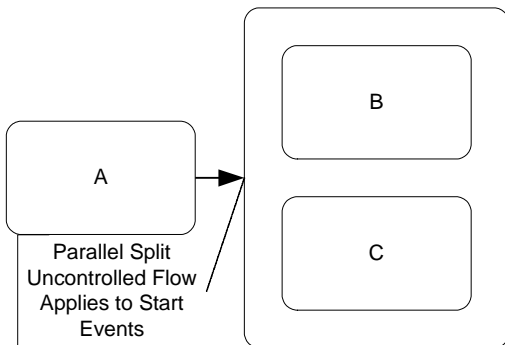 A
B
C
Parallel Split
Uncontrolled Flow
Applies to Start
Events